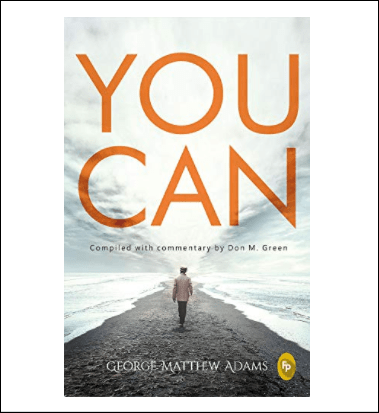 YOU
CAN
Compiled with commentary by Don M. Green
GEORGE MATTHEW ADAMS
FP